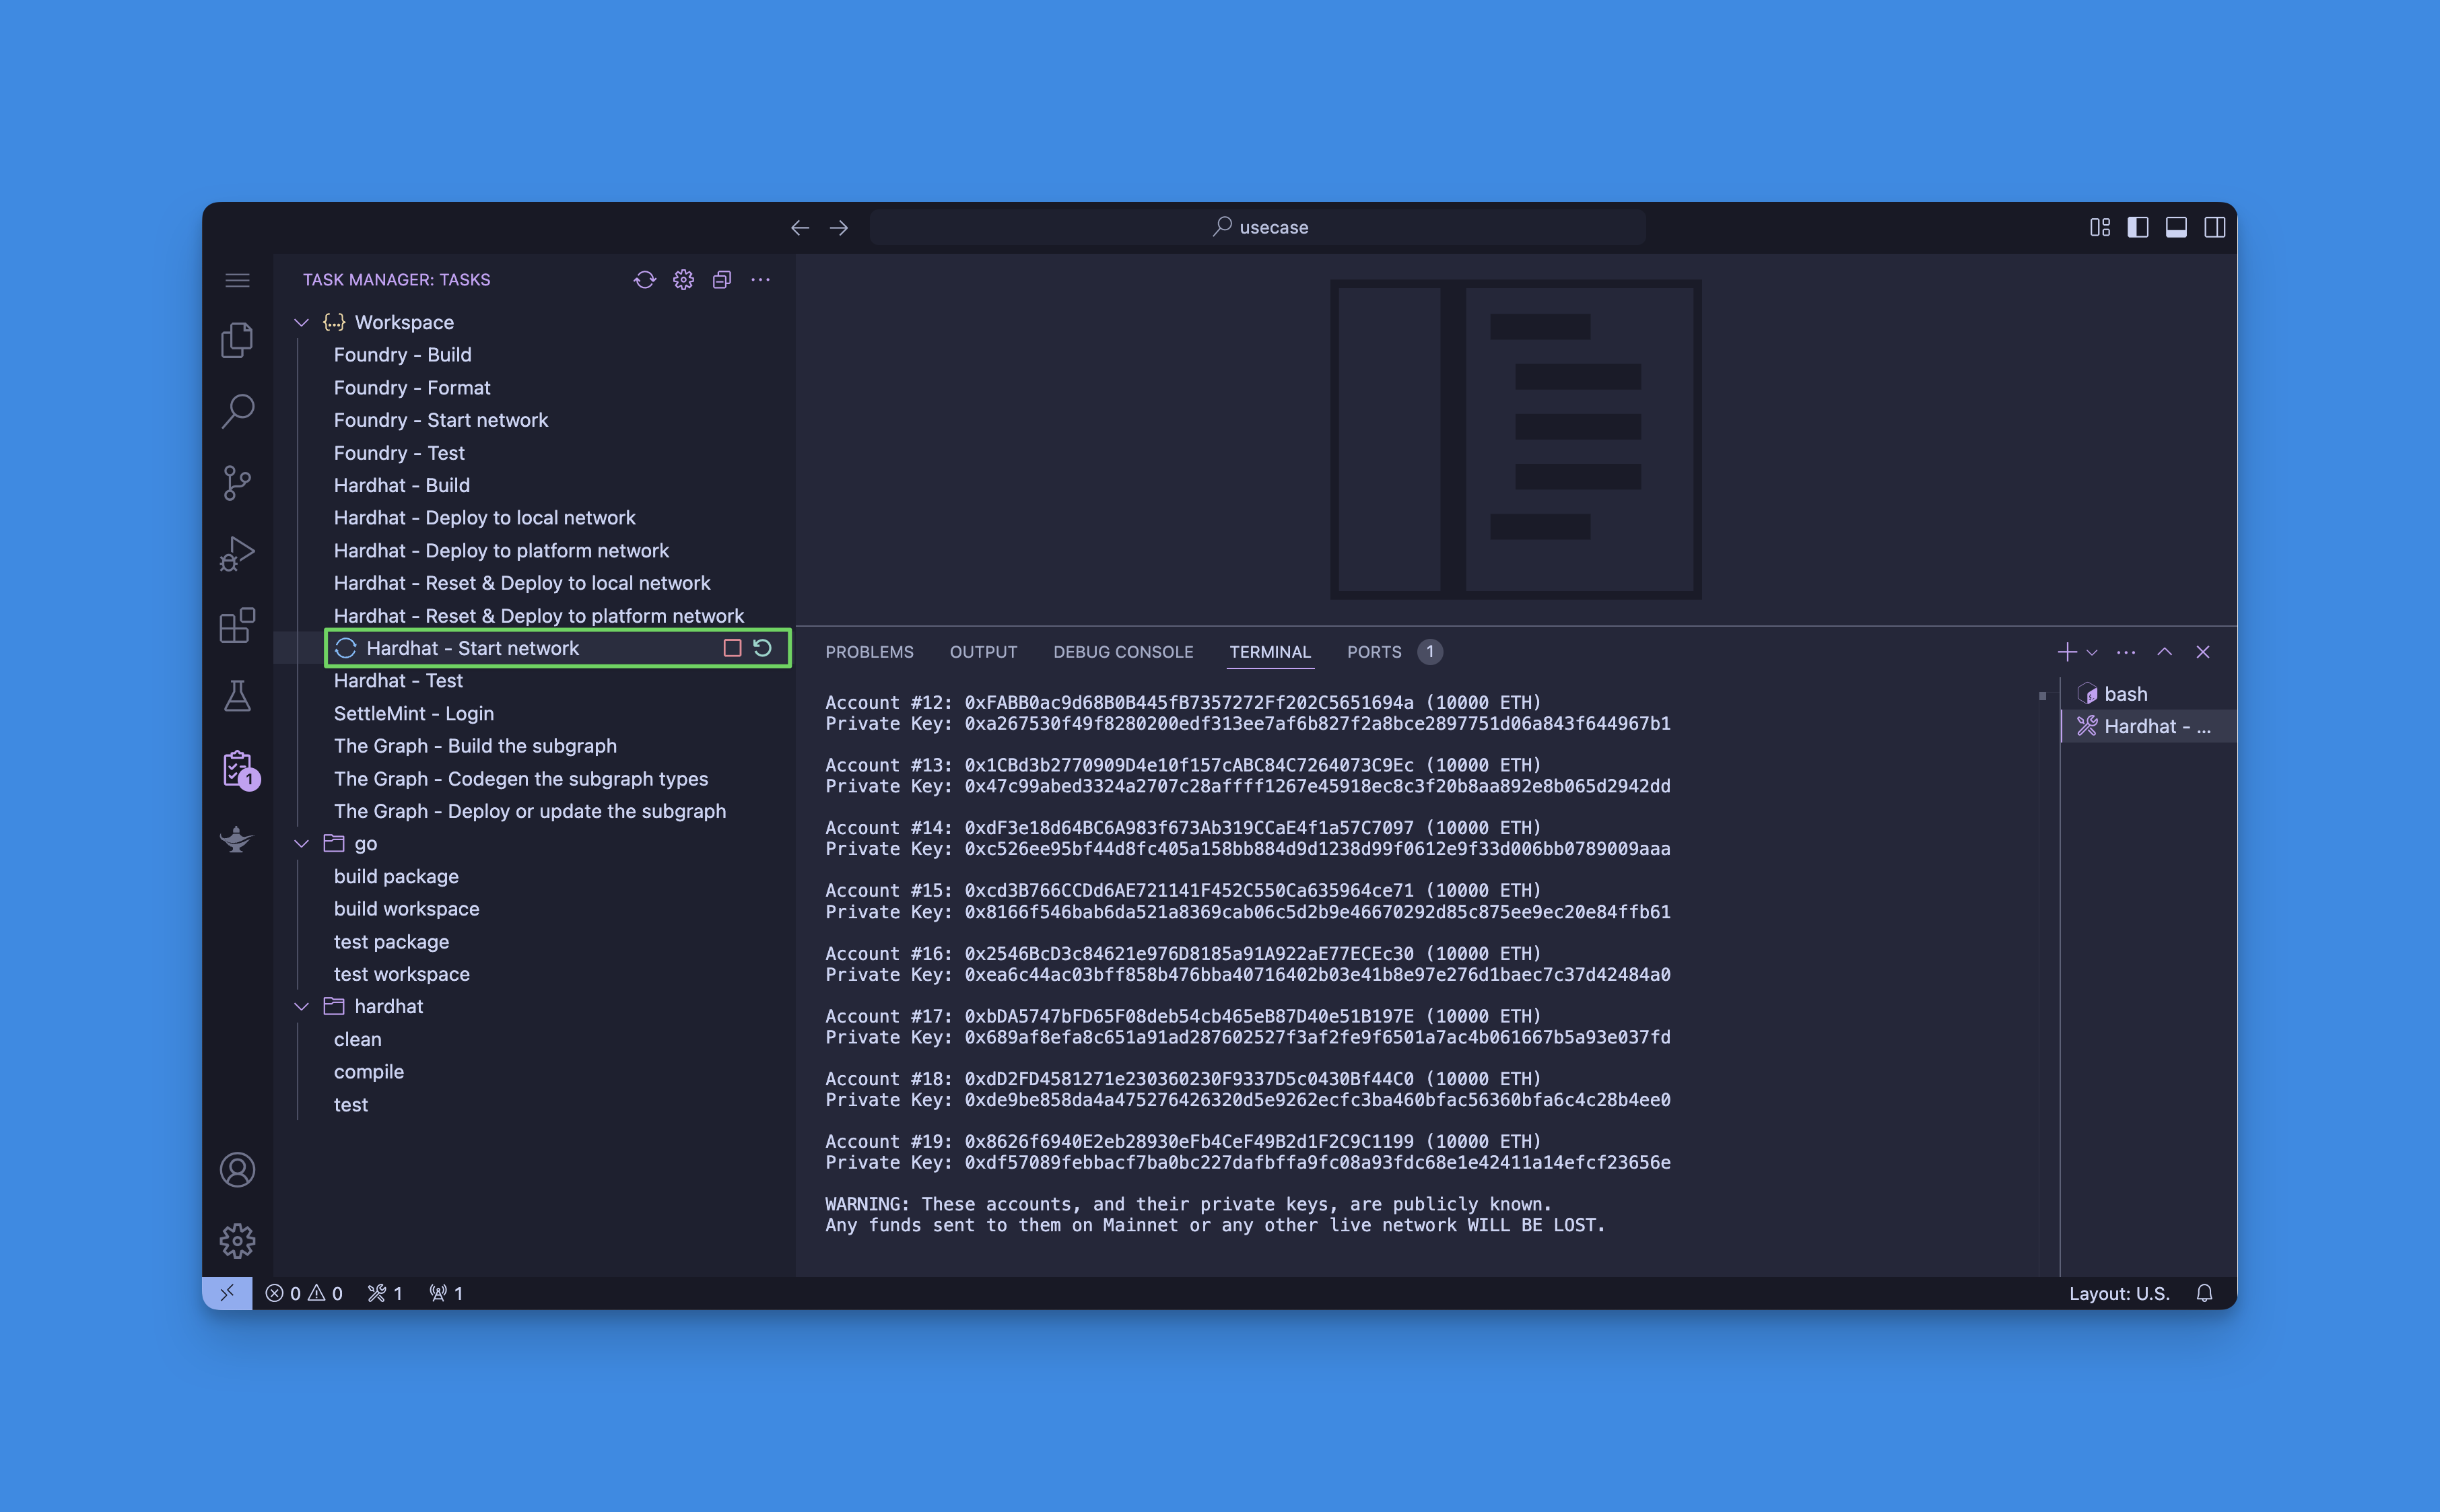 usecase
TASK MANAGER: TASKS
Workspace
Foundry - Build
Foundry - Format
Foundry - Start network
Foundry - Test
Hardhat - Build
Hardhat - Deploy to local network
Hardhat - Deploy to platform network
Hardhat - Reset & Deploy to local network
Hardhat - Reset & Deploy to platform network
Hardhat - Start network
Hardhat - Test
SettleMint - Login
The Graph - Build the subgraph
The Graph - Codegen the subgraph types
The Graph - Deploy or update the subgraph
1
go
build package
build workspace
test package
test workspace
hardhat
clean
compile
test
PROBLEMS OUTPUT DEBUG CONSOLE TERMINAL PORTS 1
Account #12: 0xFABB0ac9d68B0B445fB7357272Ff202C5651694a (10000 ETH)
Private Key: 0xa267530f49f8280200edf313ee7af6b827f2a8bce2897751d06a843f644967b1
Account #13: 0x1CBd3b2770909D4e10f157cABC84C7264073C9Ec (10000 ETH)
Private Key: 0x47c99abed3324a2707c28affff1267e45918ec8c3f20b8aa892e8b065d2942dd
Account #14: 0xdF3e18d64BC6A983f673Ab319CCaE4f1a57C7097 (10000 ETH)
Private Key: 0xc526ee95bf44d8fc405a158bb884d9d1238d99f0612e9f33d006bb0789009aaa
Account #15: 0xcd3B766CCDd6AE721141F452C550Ca635964ce71 (10000 ETH)
Private Key: 0x8166f546bab6da521a8369cab06c5d2b9e46670292d85c875ee9ec20e84ffb61
Account #16: 0x2546BcD3c84621e976D8185a91A922aE77ECEc30 (10000 ETH)
Private Key: 0xea6c44ac03bff858b476bba40716402b03e41b8e97e276d1baec7c37d42484a0
Account #17: 0xbDA5747bFD65F08deb54cb465eB87D40e51B197E (10000 ETH)
Private Key: 0x689af8efa8c651a91ad287602527f3af2fe9f6501a7ac4b061667b5a93e037fd
Account #18: 0xdD2FD4581271e230360230F9337D5c0430Bf44C0 (10000 ETH)
Private Key: 0xde9be858da4a475276426320d5e9262ecfc3ba460bfac56360bfa6c4c28b4ee0
Account #19: 0x8626f6940E2eb28930eFb4CeF49B2d1F2C9C1199 (10000 ETH)
Private Key: 0xdf57089febbacf7ba0bc227dafbffa9fc08a93fdc68e1e42411a14efcf23656e
WARNING: These accounts, and their private keys, are publicly known.
Any funds sent to them on Mainnet or any other live network WILL BE LOST.
bash
Hardhat - ...
0 0 1 1
Layout: U.S.